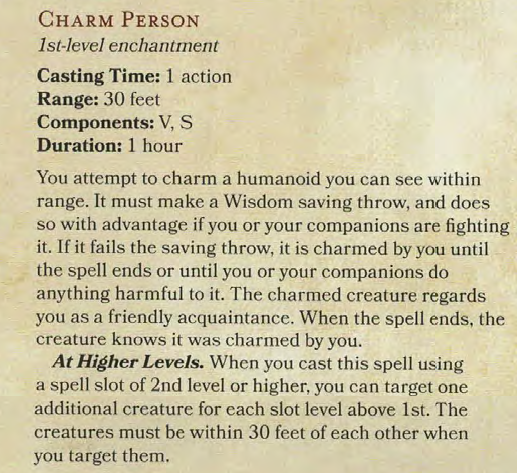 CHARM PERSON
1st-level enchantment
Casting Time: 1 action
Range: 30 feet
Components: V, S
Duration: 1 hour
You attempt to charm a humanoid you can see within
range. It must make a Wisdom saving throw, and does
so with advantage if you or your companions are fighting
it. If it fails the saving throw, it is charmed by you until
the spell ends or until you or your companions do
anything harmful to it. The charmed creature regards
you as a friendly acquaintance. When the spell ends, the
creature knows it was charmed by you.
At Higher Levels. When you cast this spell using
a spell slot of 2nd level or higher, you can target one
additional creature for each slot level above 1st. The
creatures must be within 30 feet of each other when
you target them.